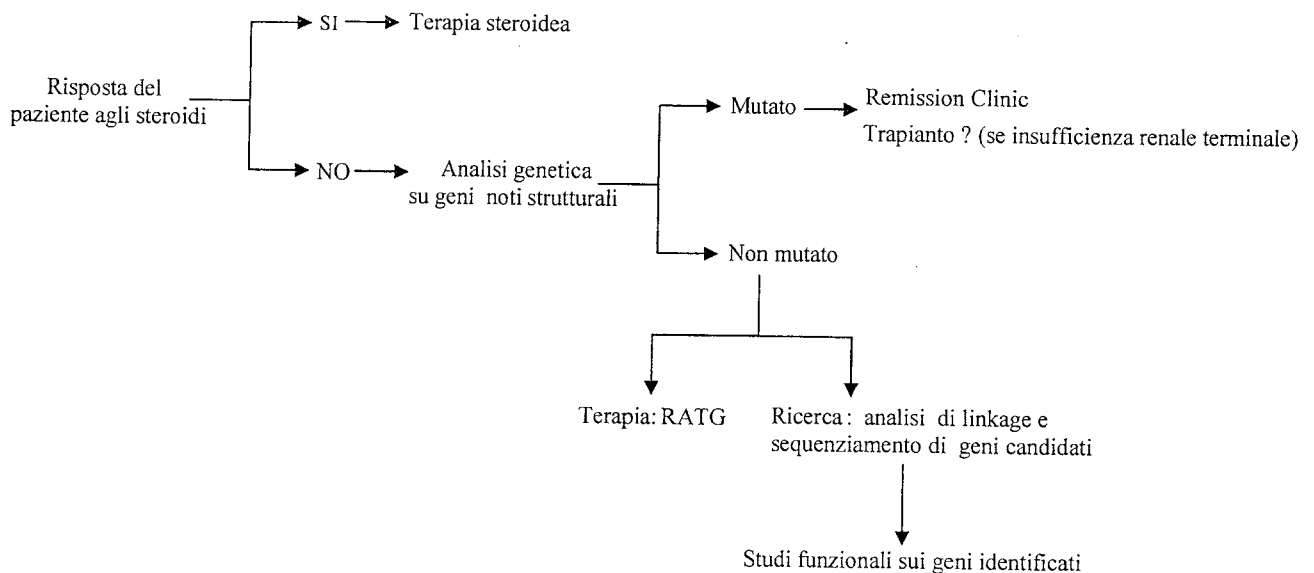 SI
Terapia steroidea
Risposta del
paziente agli steroidi
NO
Analisi genetica
su geni noti strutturali
Mutato
Remission Clinic
Trapianto ? (se insufficienza renale terminale)
Non mutato
Terapia: RATG
Ricerca : analisi di linkage e
sequenziamento di geni candidati
Studi funzionali sui geni identificati